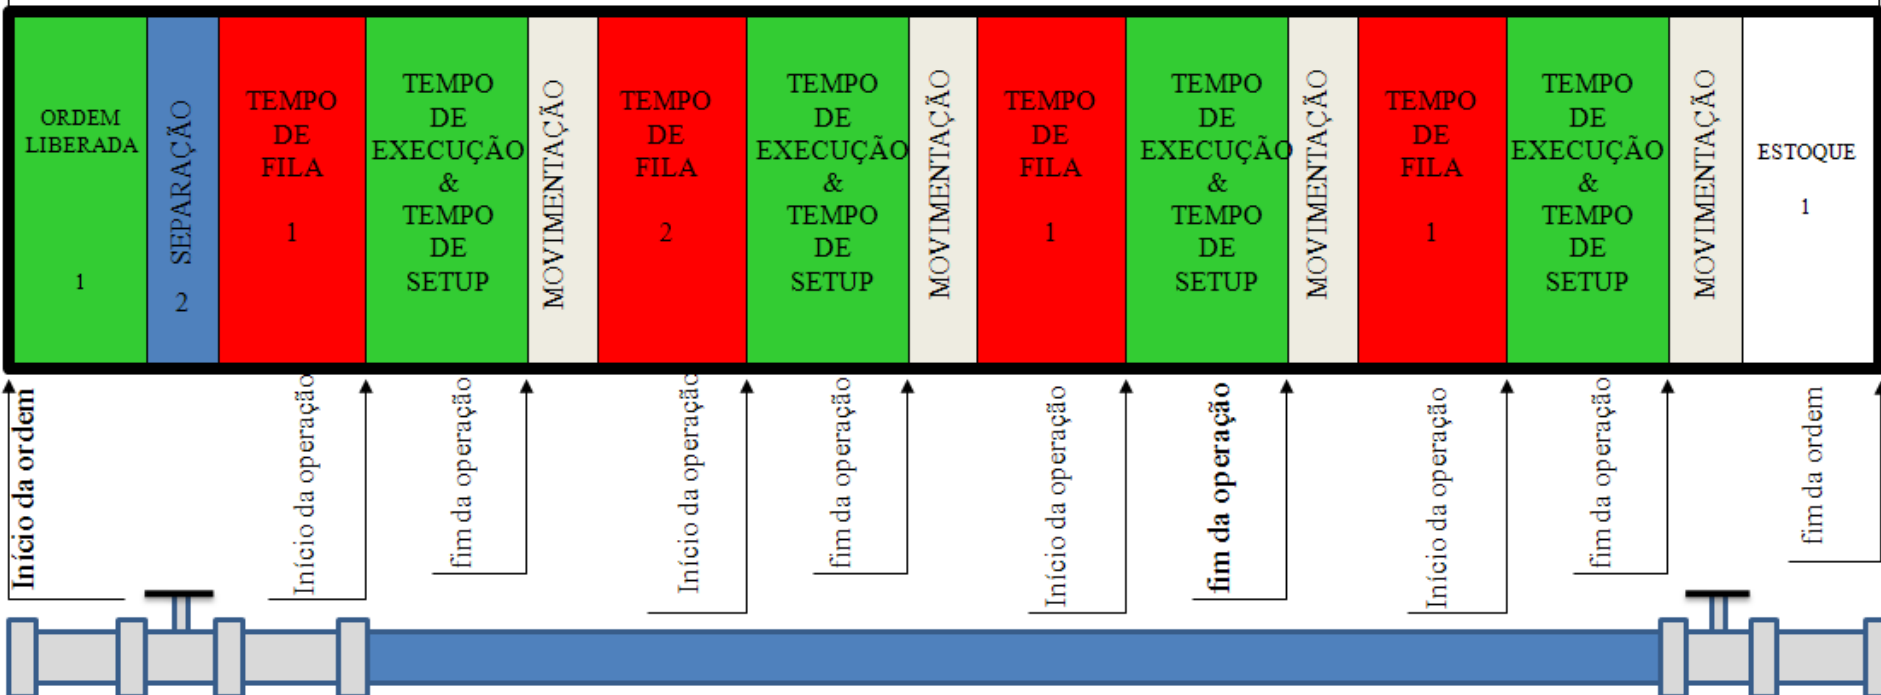 ORDEM
LIBERADA
1
SEPARAÇÃO
2
TEMPO
DE
FILA
1
TEMPO
DE
EXECUÇÃO
&
TEMPO
DE
SETUP
MOVIMENTAÇÃO
TEMPO
DE
FILA
2
TEMPO
DE
EXECUÇÃO
&
TEMPO
DE
SETUP
MOVIMENTAÇÃO
TEMPO
DE
FILA
1
TEMPO
DE
EXECUÇÃO
&
TEMPO
DE
SETUP
MOVIMENTAÇÃO
TEMPO
DE
FILA
1
TEMPO
DE
EXECUÇÃO
&
TEMPO
DE
SETUP
MOVIMENTAÇÃO
ESTOQUE
1
Início da ordem
Início da operação
fim da operação
Início da operação
fim da operação
Início da operação
fim da operação
Início da operação
fim da operação
fim da ordem